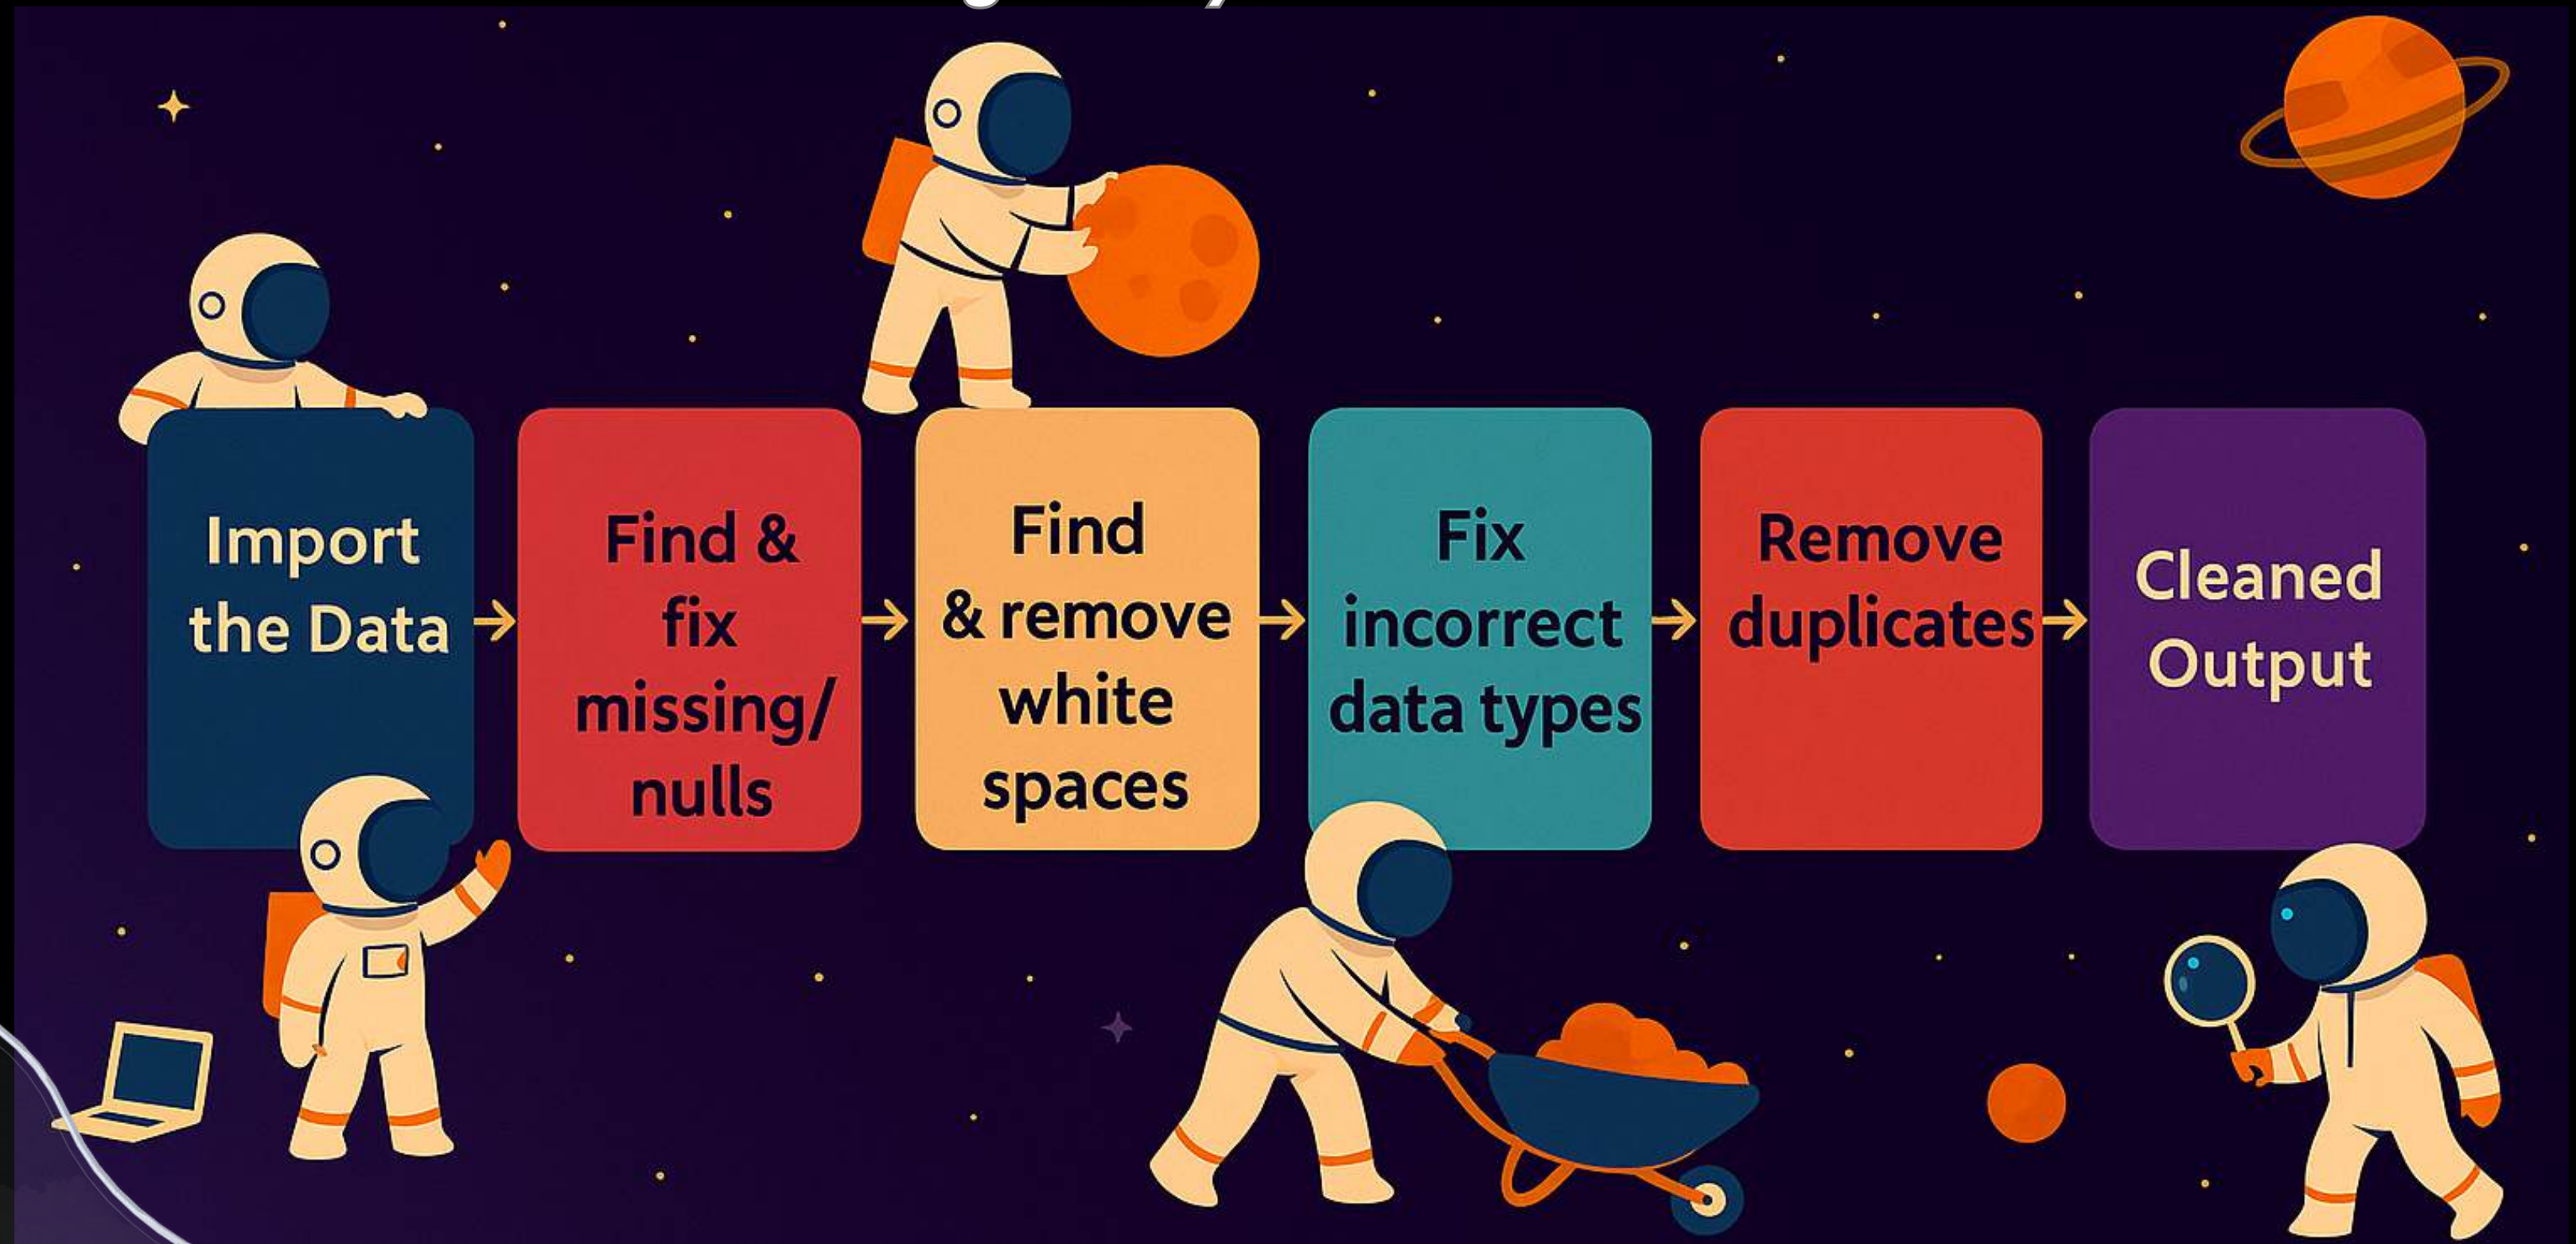 Import
the Data
Find &
fix
missing/
nulls
Find
& remove
white
spaces
Fix
incorrect
data types
Remove
duplicates
Cleaned
Output